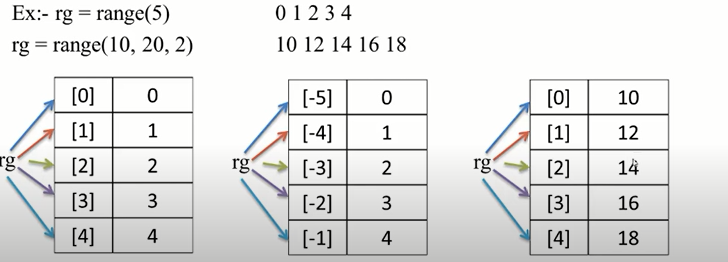 Ex:- rg = range(5) 0 1 2 3 4
rg = range(10, 20, 2) 10 12 14 16 18
[0] 0 [-5] 0 [0] 10
[1] 1 [-4] 1 [1] 12
rg [2] 2 rg [-3] 2 rg [2] 14
[3] 3 [-2] 3 [3] 16
[4] 4 [-1] 4 [4] 18